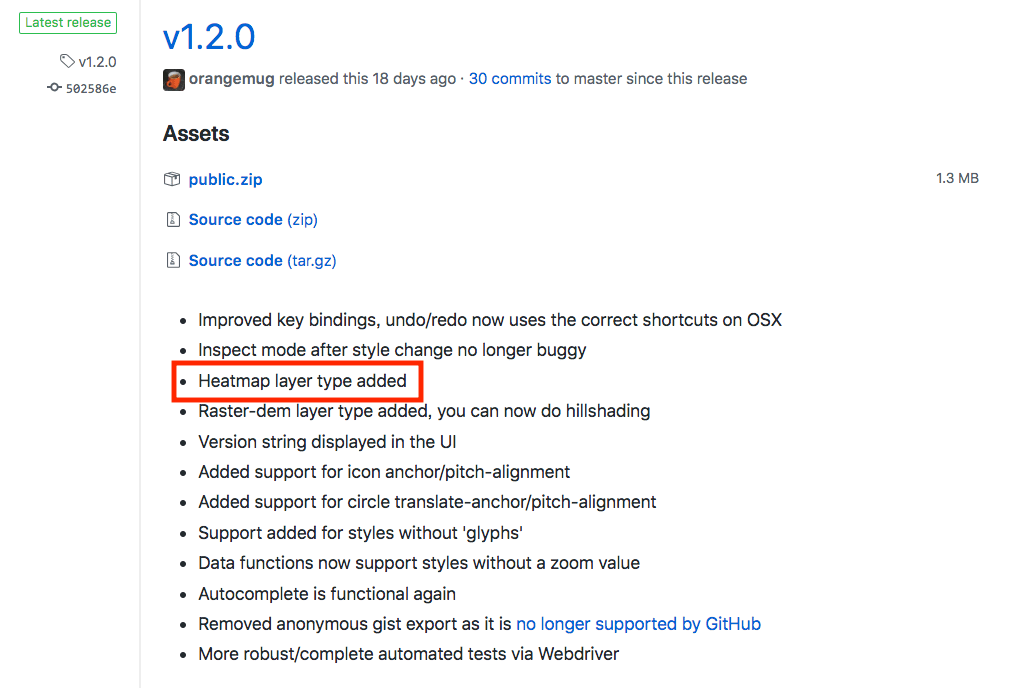 Latest release
v1.2.0
502586e
v1.2.0
orangemug released this 18 days ago · 30 commits to master since this release
Assets
public.zip 1.3 MB
Source code (zip)
Source code (tar.gz)
• Improved key bindings, undo/redo now uses the correct shortcuts on OSX
• Inspect mode after style change no longer buggy
• Heatmap layer type added
• Raster-dem layer type added, you can now do hillshading
• Version string displayed in the UI
• Added support for icon anchor/pitch-alignment
• Added support for circle translate-anchor/pitch-alignment
• Support added for styles without 'glyphs'
• Data functions now support styles without a zoom value
• Autocomplete is functional again
• Removed anonymous gist export as it is no longer supported by GitHub
• More robust/complete automated tests via Webdriver